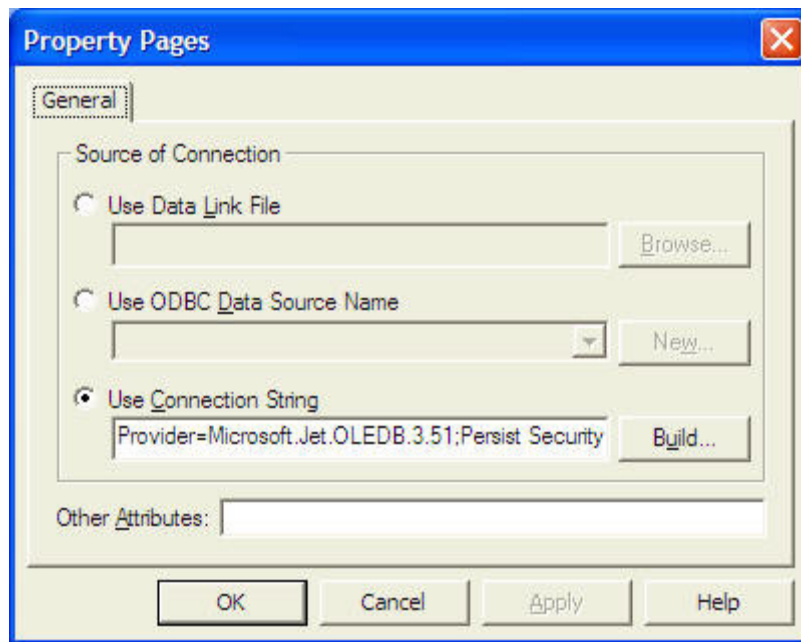 Property Pages
General
Source of Connection
Use Data Link File
Browse...
Use ODBC Data Source Name
New...
Use Connection String
Provider=Microsoft.Jet.OLEDB.3.51;Persist Security
Build...
Other Attributes:
OK Cancel Apply Help